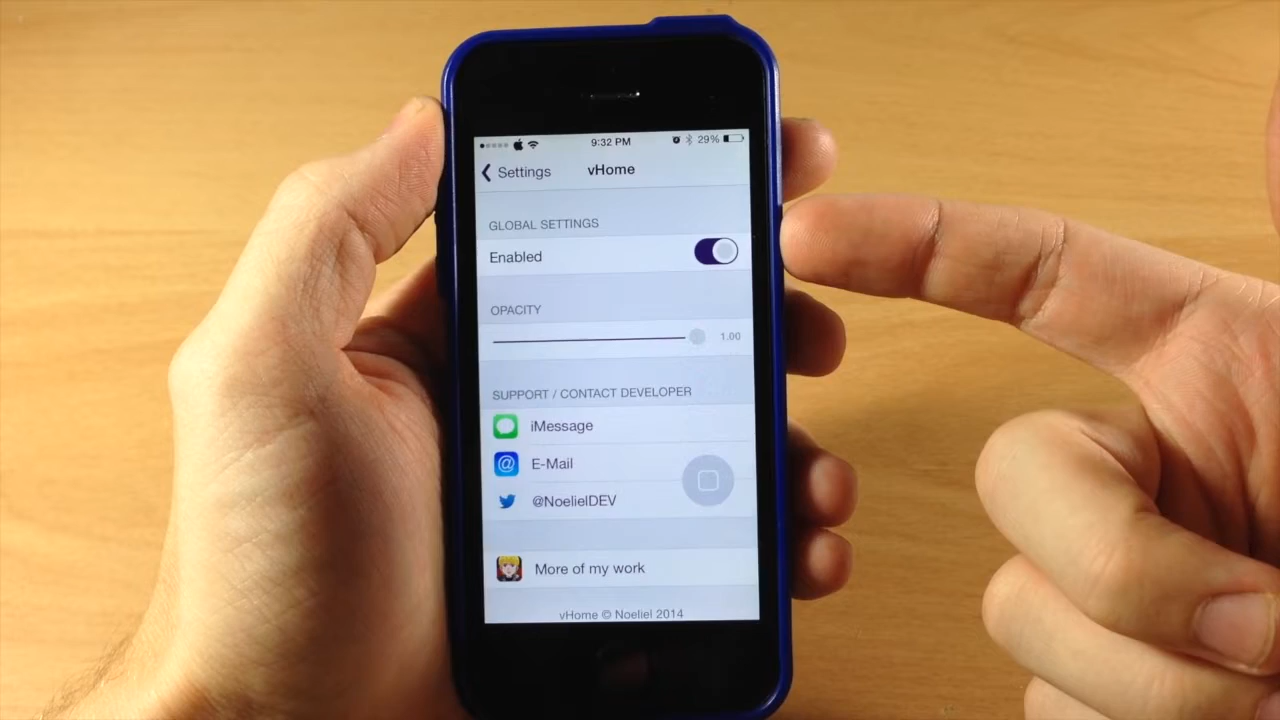 9:32 PM 29%
Settings vHome
GLOBAL SETTINGS
Enabled
OPACITY
1.00
SUPPORT / CONTACT DEVELOPER
iMessage
@ E-Mail
@NoelielDEV
More of my work
vHome © Noeliel 2014